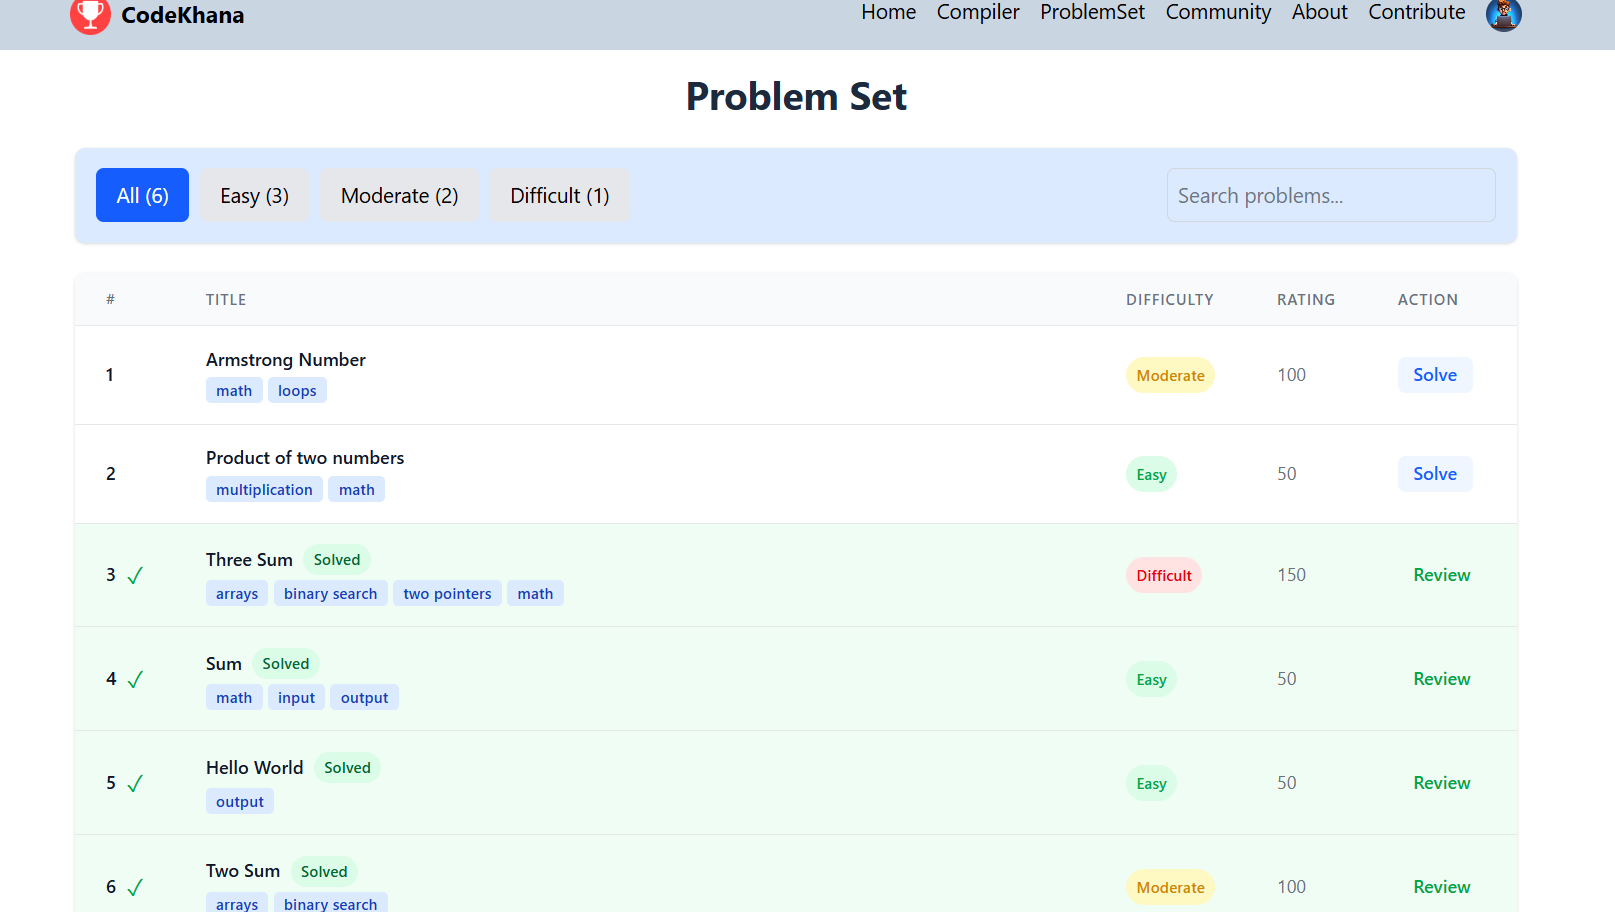 CodeKhana
Home Compiler ProblemSet Community About Contribute
Problem Set
All (6) Easy (3) Moderate (2) Difficult (1) Search problems...
# TITLE DIFFICULTY RATING ACTION
1 Armstrong Number Moderate 100 Solve
math loops
2 Product of two numbers Easy 50 Solve
multiplication math
3 ✓ Three Sum Solved Difficult 150 Review
arrays binary search two pointers math
4 ✓ Sum Solved Easy 50 Review
math input output
5 ✓ Hello World Solved Easy 50 Review
output
6 ✓ Two Sum Solved Moderate 100 Review
arrays binary search